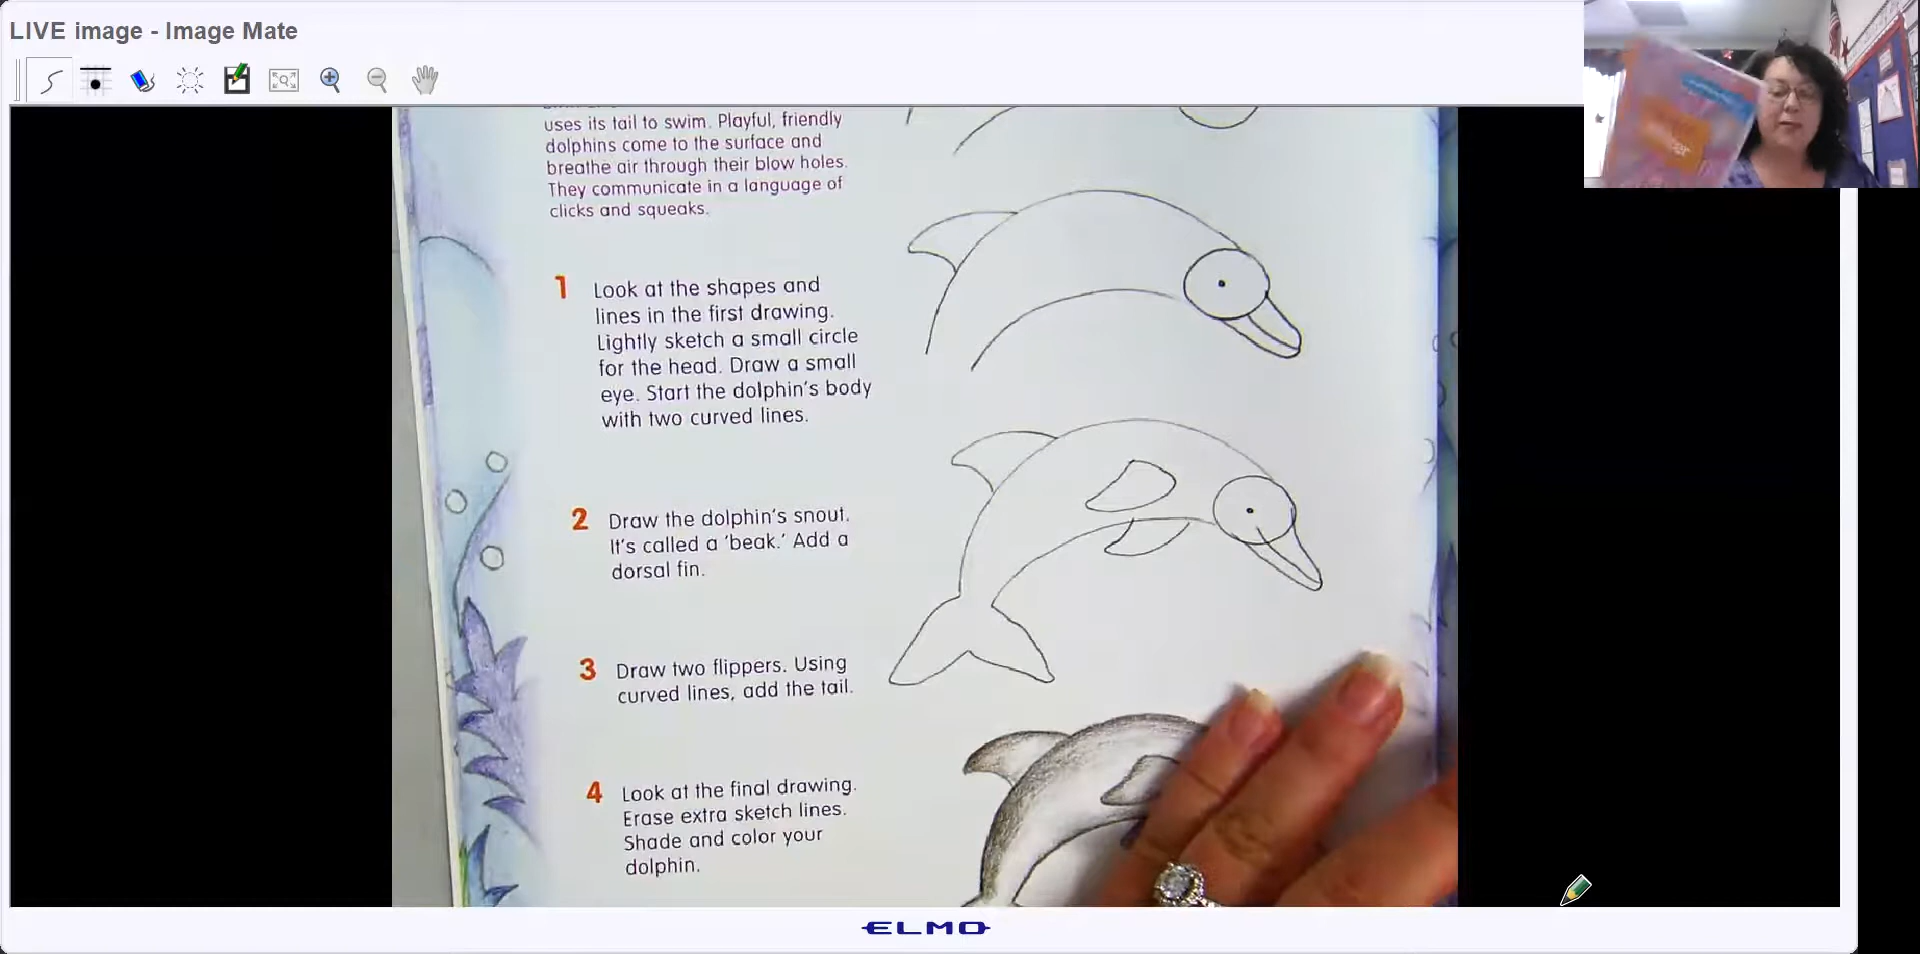 LIVE image - Image Mate
uses its tail to swim. Playful, friendly
dolphins come to the surface and
breathe air through their blow holes.
They communicate in a language of
clicks and squeaks.
1 Look at the shapes and
lines in the first drawing.
Lightly sketch a small circle
for the head. Draw a small
eye. Start the dolphin's body
with two curved lines.
2 Draw the dolphin's snout.
It's called a 'beak.' Add a
dorsal fin.
3 Draw two flippers. Using
curved lines, add the tail.
4 Look at the final drawing.
Erase extra sketch lines.
Shade and color your
dolphin.
ELMO